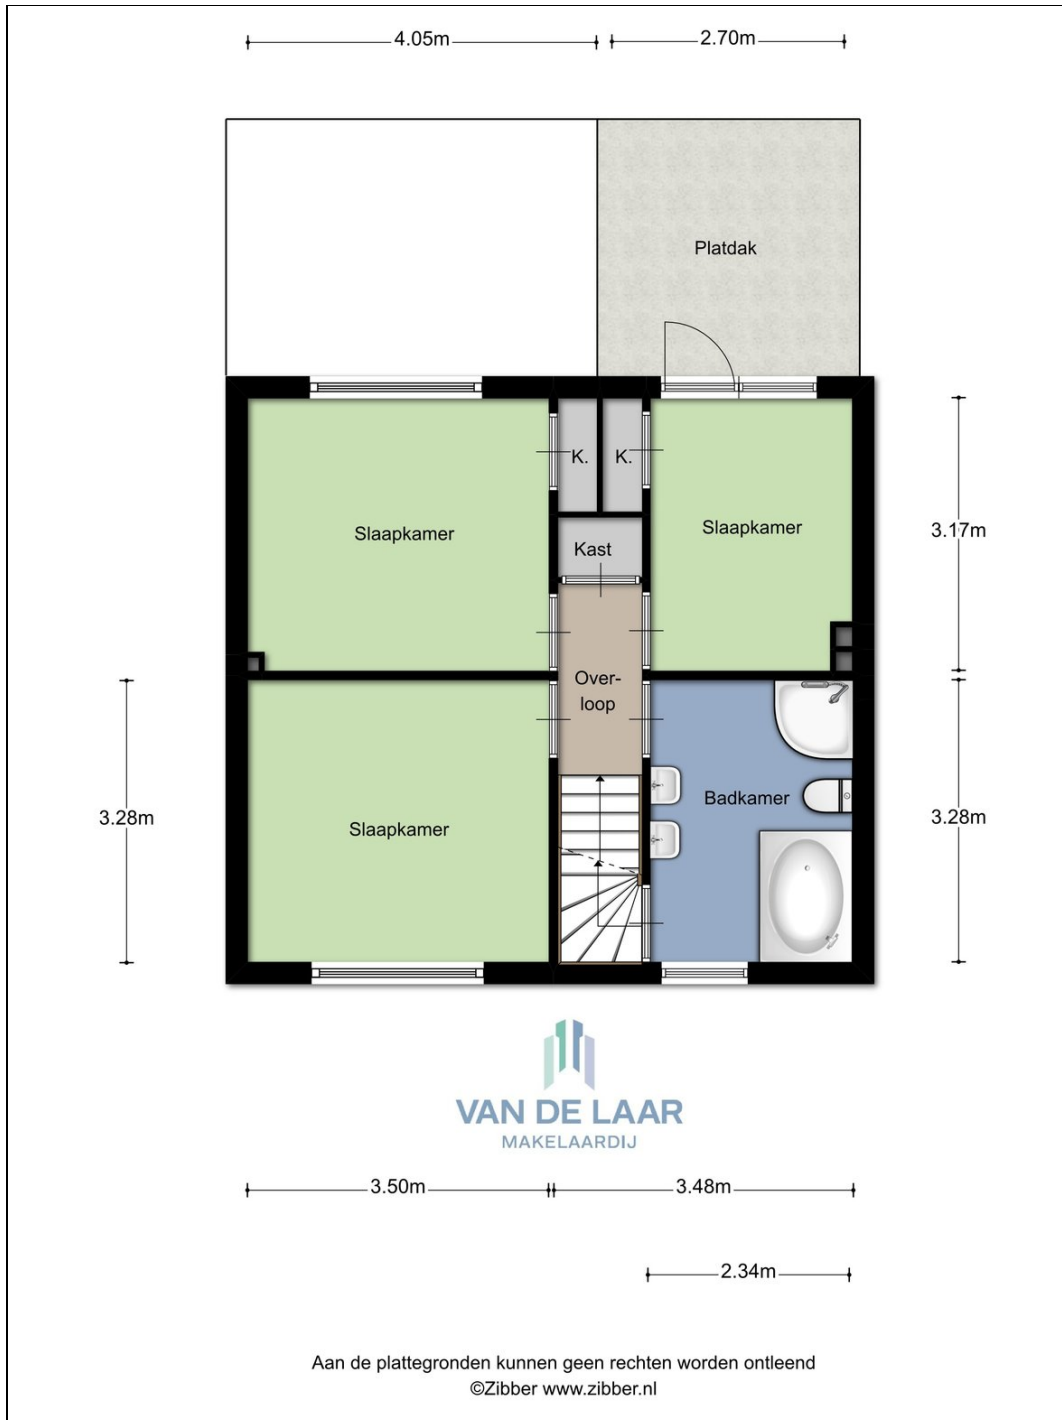 4.05m
2.70m
Platdak
K.
K.
Slaapkamer
Slaapkamer
3.17m
Kast
Over-
loop
3.28m
Slaapkamer
Badkamer
3.28m
VAN DE LAAR
MAKELAARDIJ
3.50m
3.48m
2.34m
Aan de plattegronden kunnen geen rechten worden ontleend
©Zibber www.zibber.nl